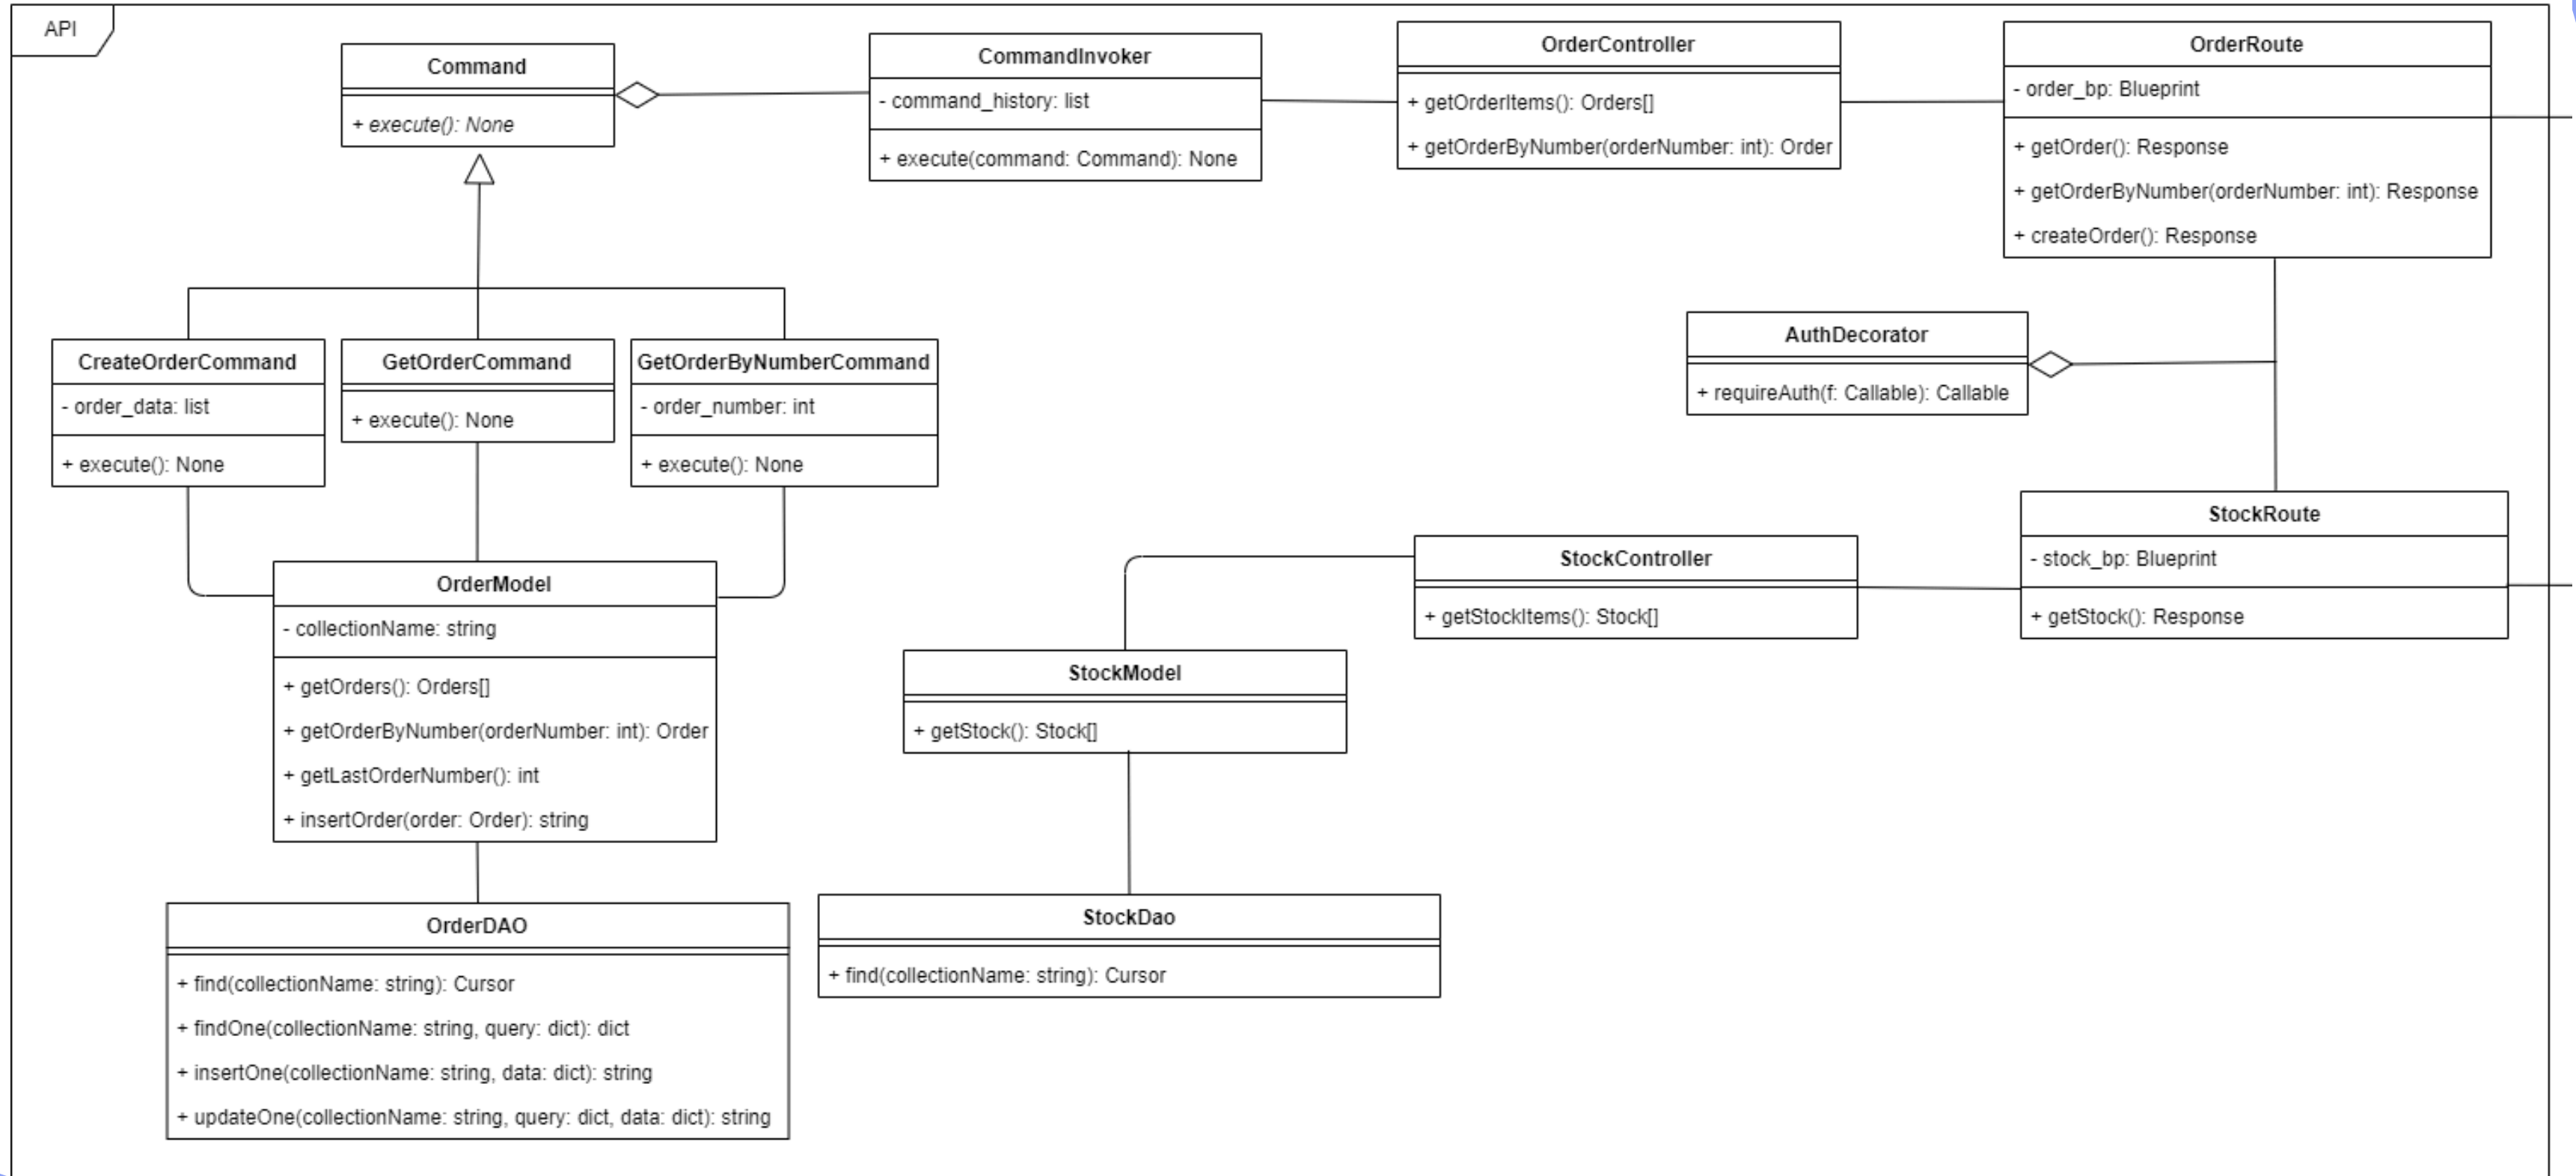 API
Command
+ execute(): None
CommandInvoker
- command_history: list
+ execute(command: Command): None
OrderController
+ getOrderItems(): Orders[]
+ getOrderByNumber(orderNumber: int): Order
OrderRoute
- order_bp: Blueprint
+ getOrder(): Response
+ getOrderByNumber(orderNumber: int): Response
+ createOrder(): Response
AuthDecorator
+ requireAuth(f: Callable): Callable
CreateOrderCommand
- order_data: list
+ execute(): None
GetOrderCommand
+ execute(): None
GetOrderByNumberCommand
- order_number: int
+ execute(): None
StockRoute
- stock_bp: Blueprint
+ getStock(): Response
StockController
+ getStockItems(): Stock[]
OrderModel
- collectionName: string
+ getOrders(): Orders[]
+ getOrderByNumber(orderNumber: int): Order
+ getLastOrderNumber(): int
+ insertOrder(order: Order): string
StockModel
+ getStock(): Stock[]
OrderDAO
+ find(collectionName: string): Cursor
+ findOne(collectionName: string, query: dict): dict
+ insertOne(collectionName: string, data: dict): string
+ updateOne(collectionName: string, query: dict, data: dict): string
StockDao
+ find(collectionName: string): Cursor